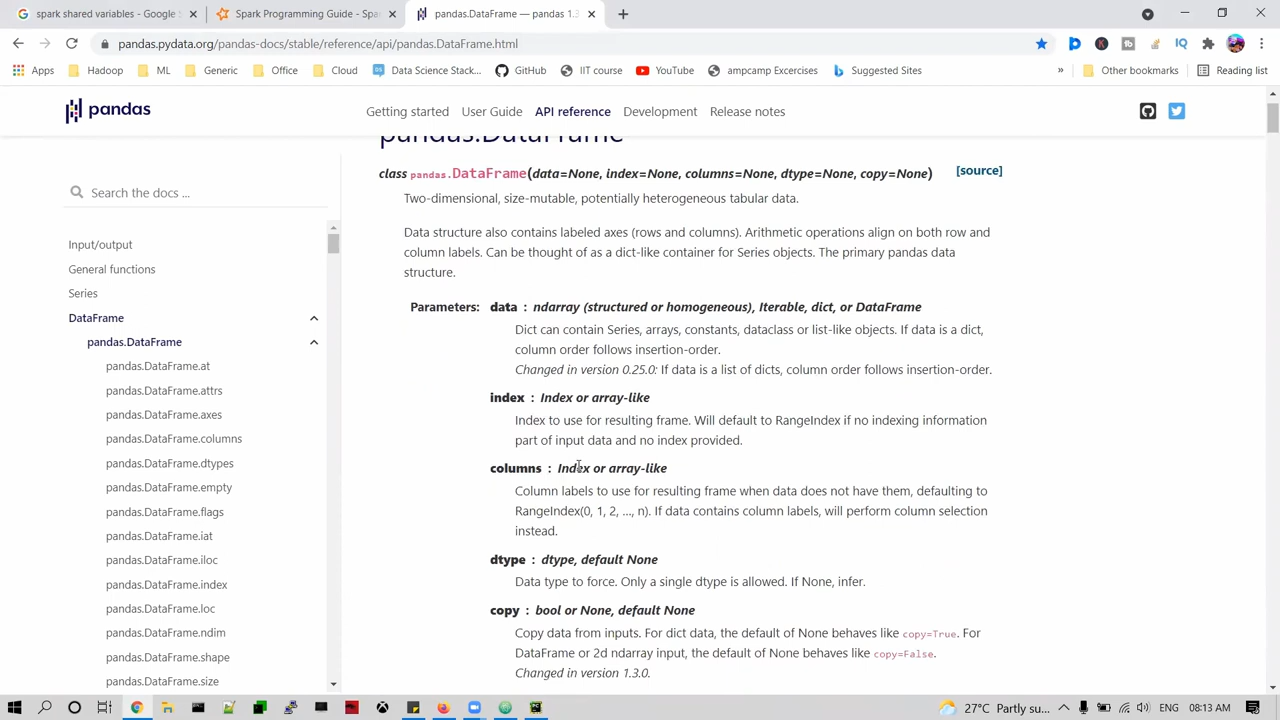 spark shared variables - Google S
Spark Programming Guide - Spa
pandas.DataFrame — pandas 1.3
pandas.pydata.org/pandas-docs/stable/reference/api/pandas.DataFrame.html
Apps Hadoop ML Generic Office Cloud Data Science Stack... GitHub IIT course YouTube ampcamp Excercises Suggested Sites » Other bookmarks Reading list
pandas Getting started User Guide API reference Development Release notes
pandas.DataFrame
Search the docs ...
Input/output
General functions
Series
DataFrame
pandas.DataFrame
pandas.DataFrame.at
pandas.DataFrame.attrs
pandas.DataFrame.axes
pandas.DataFrame.columns
pandas.DataFrame.dtypes
pandas.DataFrame.empty
pandas.DataFrame.flags
pandas.DataFrame.iat
pandas.DataFrame.iloc
pandas.DataFrame.index
pandas.DataFrame.loc
pandas.DataFrame.ndim
pandas.DataFrame.shape
pandas.DataFrame.size
class pandas.DataFrame(data=None, index=None, columns=None, dtype=None, copy=None) [source]
Two-dimensional, size-mutable, potentially heterogeneous tabular data.
Data structure also contains labeled axes (rows and columns). Arithmetic operations align on both row and
column labels. Can be thought of as a dict-like container for Series objects. The primary pandas data
structure.
Parameters: data : ndarray (structured or homogeneous), Iterable, dict, or DataFrame
Dict can contain Series, arrays, constants, dataclass or list-like objects. If data is a dict,
column order follows insertion-order.
Changed in version 0.25.0: If data is a list of dicts, column order follows insertion-order.
index : Index or array-like
Index to use for resulting frame. Will default to RangeIndex if no indexing information
part of input data and no index provided.
columns : Index or array-like
Column labels to use for resulting frame when data does not have them, defaulting to
RangeIndex(0, 1, 2, ..., n). If data contains column labels, will perform column selection
instead.
dtype : dtype, default None
Data type to force. Only a single dtype is allowed. If None, infer.
copy : bool or None, default None
Copy data from inputs. For dict data, the default of None behaves like copy=True. For
DataFrame or 2d ndarray input, the default of None behaves like copy=False.
Changed in version 1.3.0.
27°C Partly su... 08:13 AM